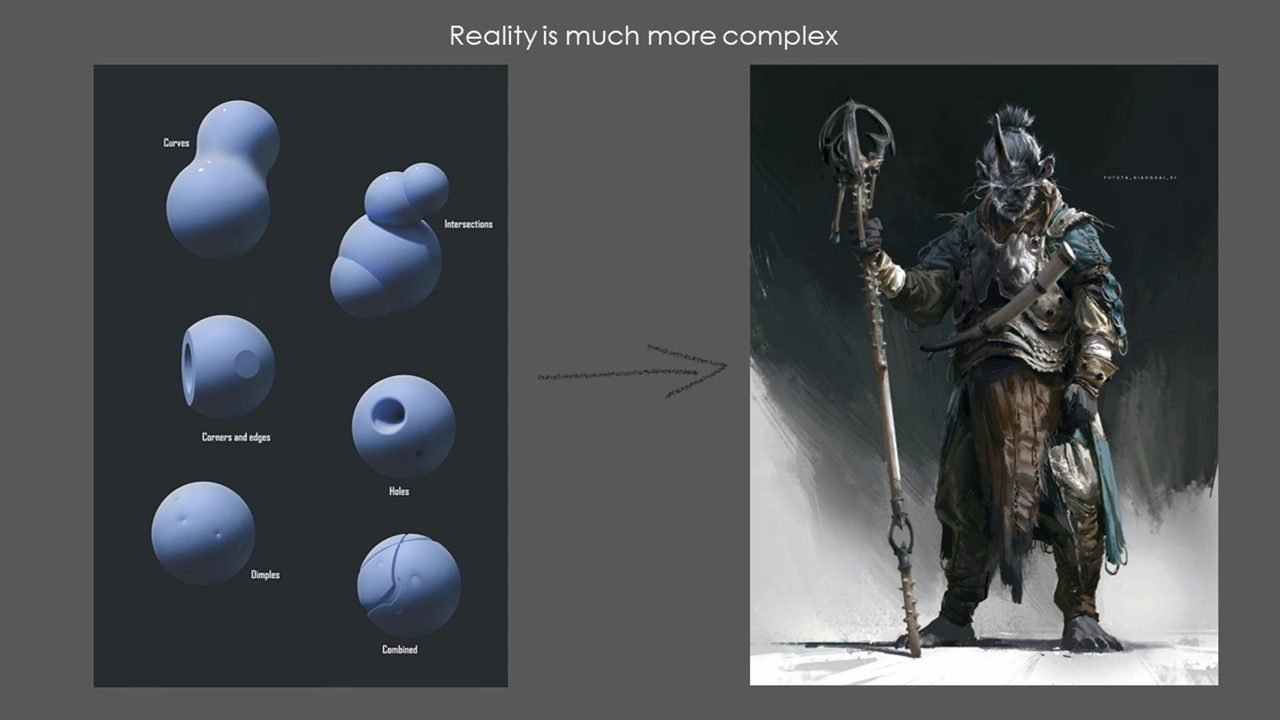 Reality is much more complex
Curves
Intersections
Corners and edges
Holes
Dimples
Combined